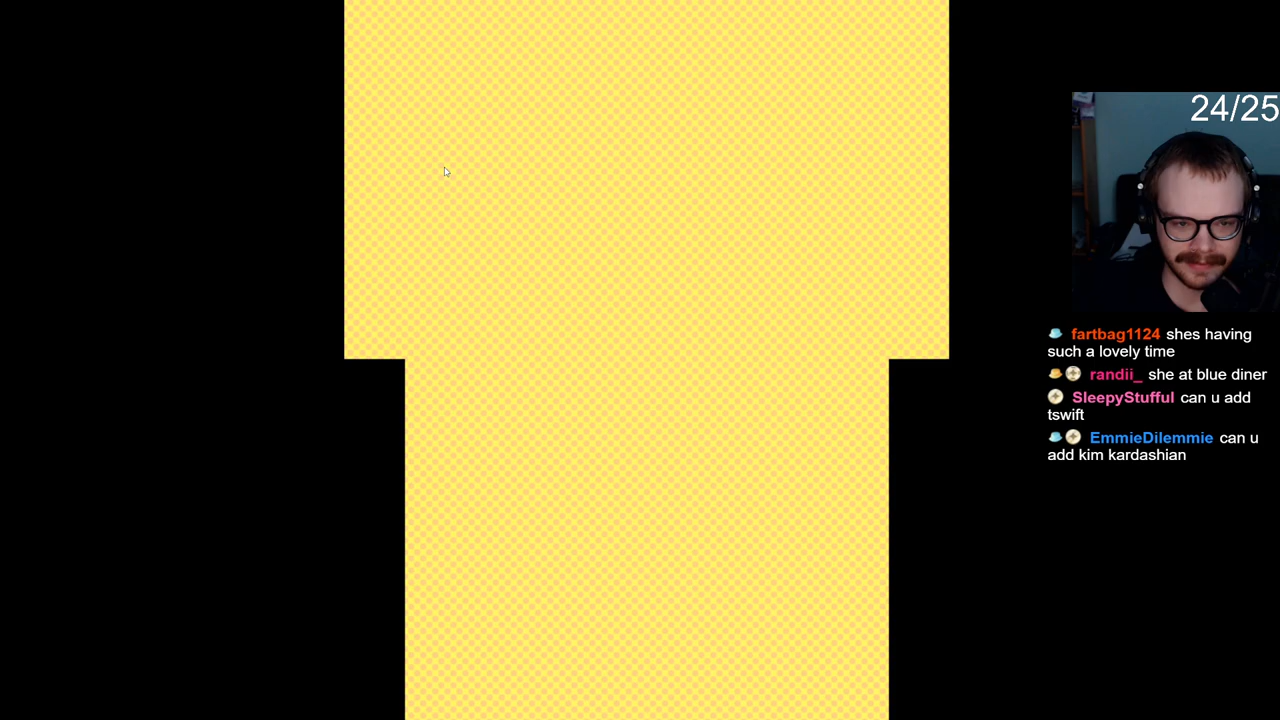 24/25
fartbag1124 shes having
such a lovely time
randii_ she at blue diner
SleepyStufful can u add
tswift
EmmieDilemmie can u
add kim kardashian